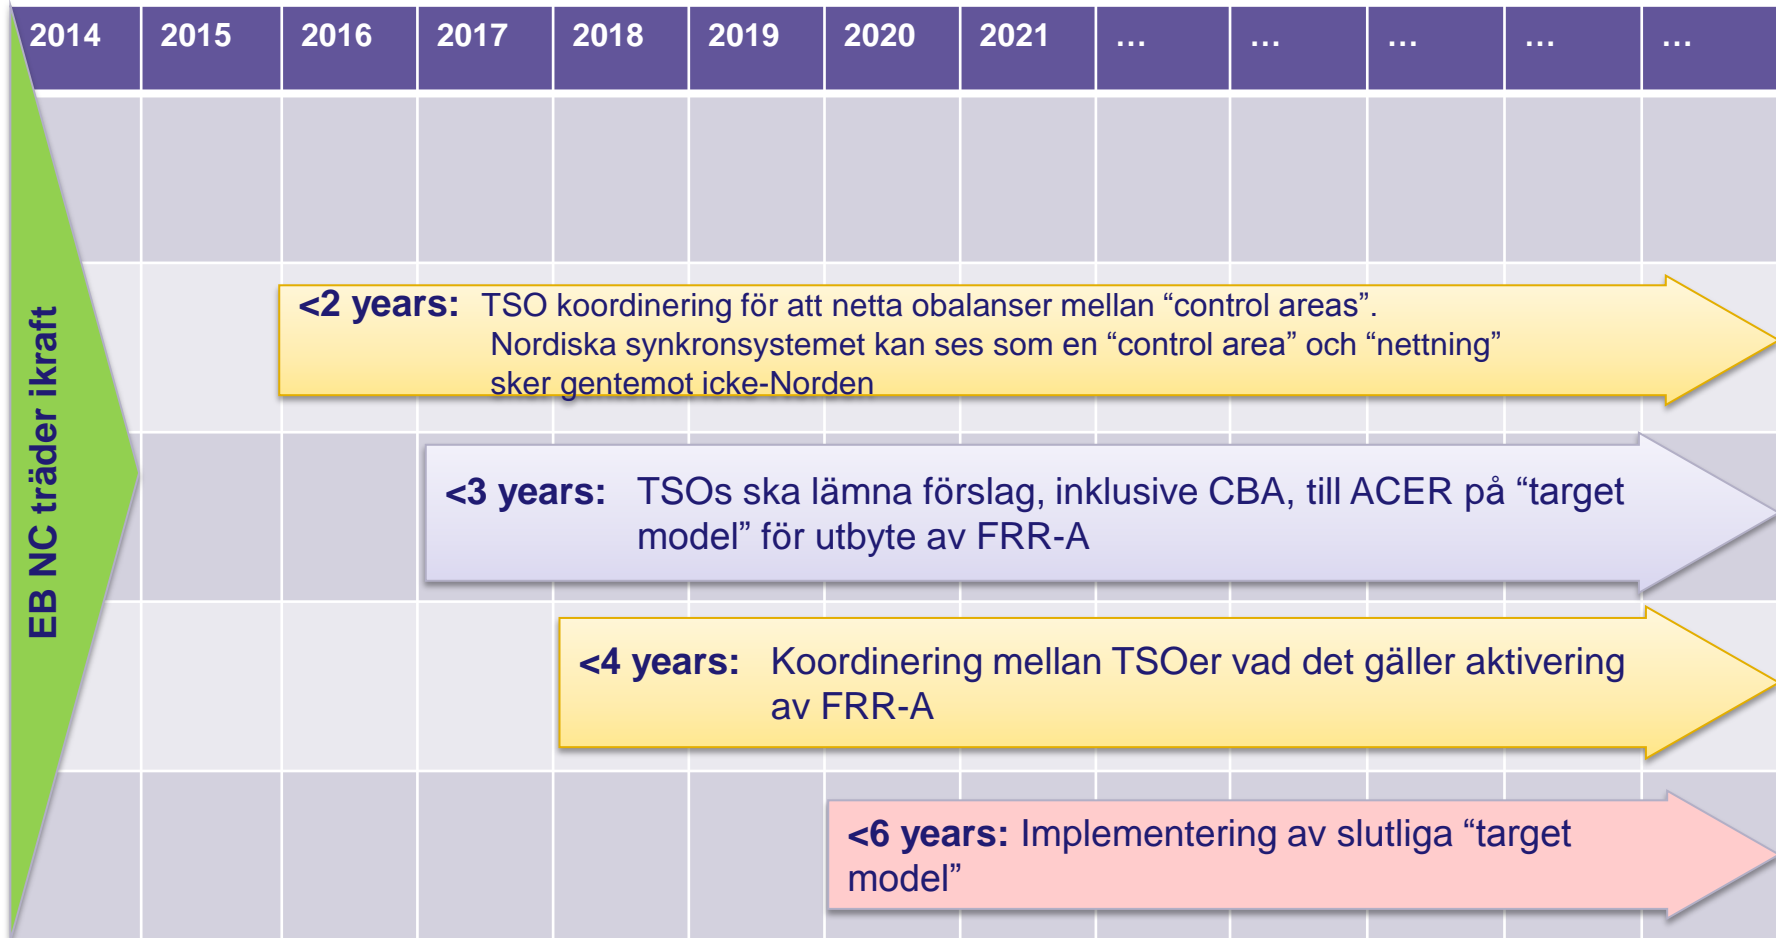 2014 2015 2016 2017 2018 2019 2020 2021 … … … … …
EB NC träder ikraft
<2 years: TSO koordinering för att netta obalanser mellan “control areas”.
Nordiska synkronsystemet kan ses som en “control area” och “nettning”
sker gentemot icke-Norden
<3 years: TSOs ska lämna förslag, inklusive CBA, till ACER på “target
model” för utbyte av FRR-A
<4 years: Koordinering mellan TSOer vad det gäller aktivering
av FRR-A
<6 years: Implementering av slutliga “target
model”